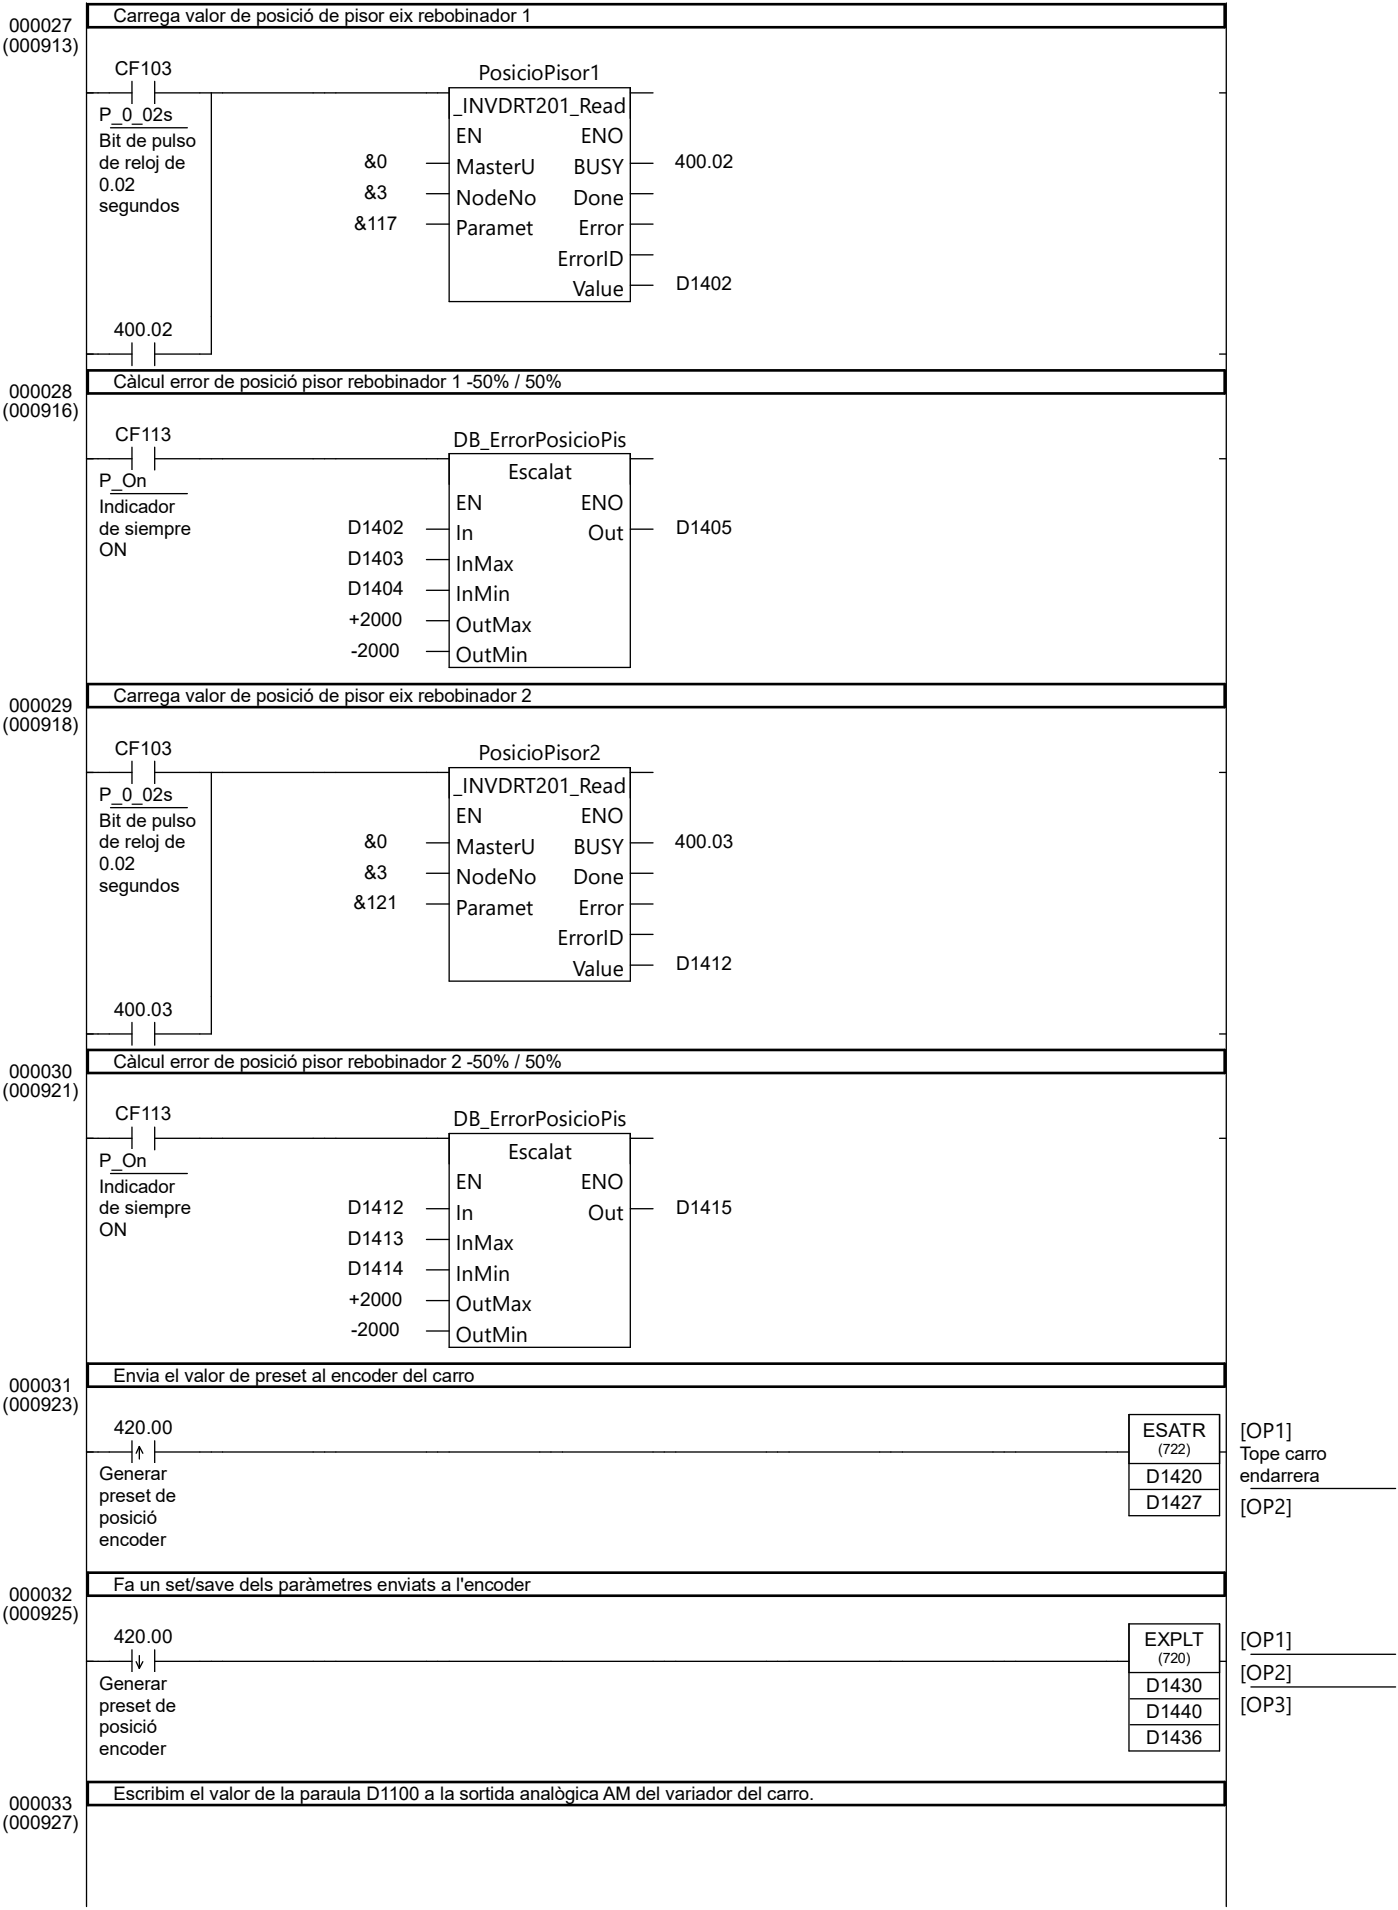 000027
(000913)
Carrega valor de posició de pisor eix rebobinador 1
CF103
P_0_02s
Bit de pulso
de reloj de
0.02
segundos
PosicioPisor1
_INVDRT201_Read
EN ENO
&0 MasterU BUSY 400.02
&3 NodeNo Done
&117 Paramet Error
ErrorID
Value D1402
400.02
000028
(000916)
Càlcul error de posició pisor rebobinador 1 -50% / 50%
CF113
P_On
Indicador
de siempre
ON
DB_ErrorPosicioPis
Escalat
EN ENO
D1402 In Out D1405
D1403 InMax
D1404 InMin
+2000 OutMax
-2000 OutMin
000029
(000918)
Carrega valor de posició de pisor eix rebobinador 2
CF103
P_0_02s
Bit de pulso
de reloj de
0.02
segundos
PosicioPisor2
_INVDRT201_Read
EN ENO
&0 MasterU BUSY 400.03
&3 NodeNo Done
&121 Paramet Error
ErrorID
Value D1412
400.03
000030
(000921)
Càlcul error de posició pisor rebobinador 2 -50% / 50%
CF113
P_On
Indicador
de siempre
ON
DB_ErrorPosicioPis
Escalat
EN ENO
D1412 In Out D1415
D1413 InMax
D1414 InMin
+2000 OutMax
-2000 OutMin
000031
(000923)
Envia el valor de preset al encoder del carro
420.00
Generar
preset de
posició
encoder
ESATR
(722)
D1420
D1427
[OP1]
Tope carro
endarrera
[OP2]
000032
(000925)
Fa un set/save dels paràmetres enviats a l'encoder
420.00
Generar
preset de
posició
encoder
EXPLT
(720)
D1430
D1440
D1436
[OP1]
[OP2]
[OP3]
000033
(000927)
Escribim el valor de la paraula D1100 a la sortida analògica AM del variador del carro.